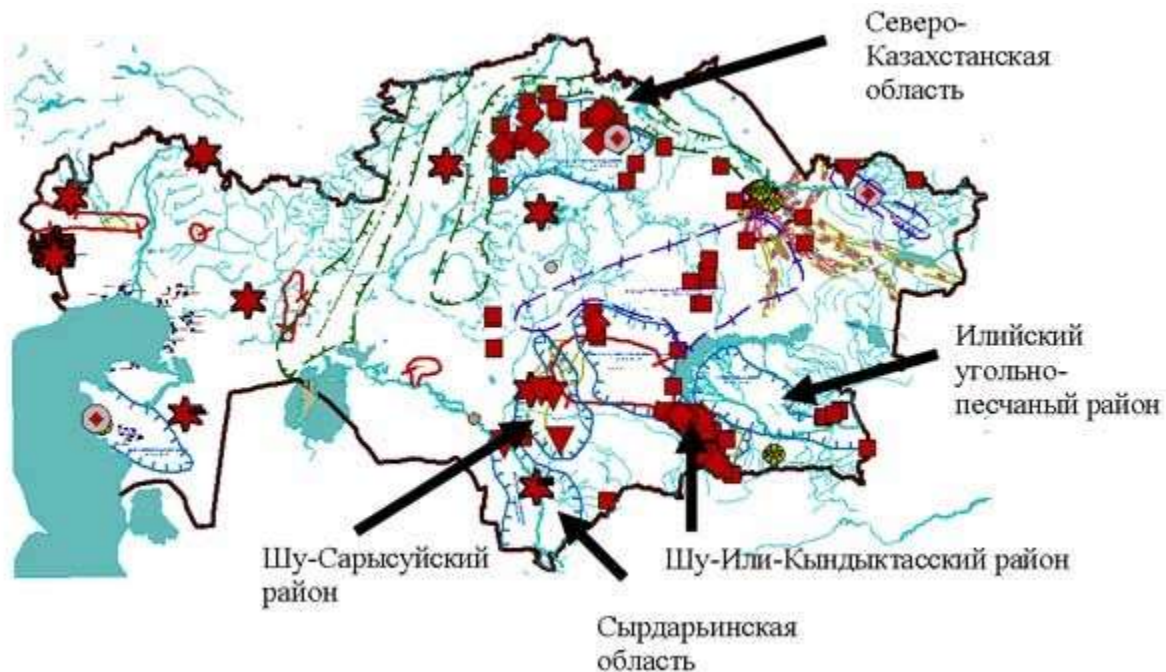 Северо-
Казахстанская
область
Илийский
угольно-
песчаный район
Шу-Сарысуйский
район
Шу-Или-Кындыктасский район
Сырдарьинская
область